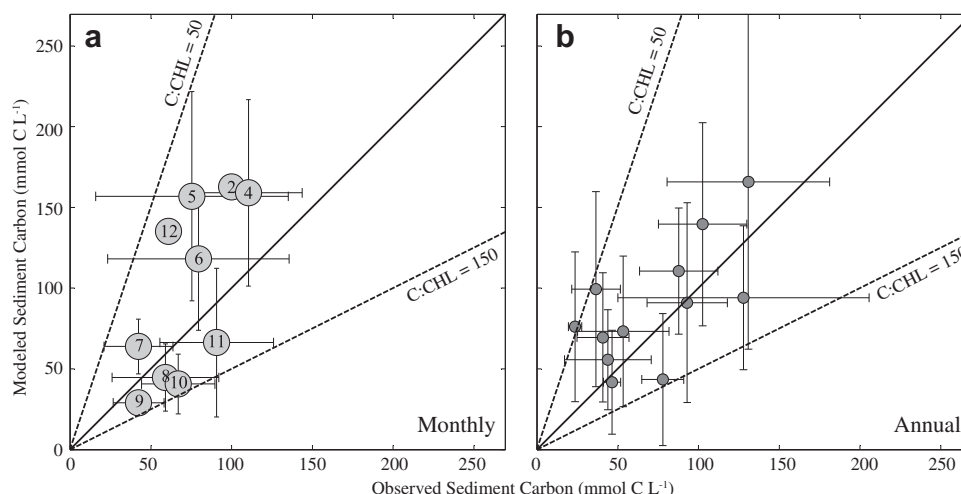 a
b
C:CHL = 50
C:CHL = 50
250
200
150
100
50
0
Modeled Sediment Carbon (mmol C L-1)
2
4
5
12
6
7
11
8
10
9
C:CHL = 150
C:CHL = 150
Monthly
Annual
0 50 100 150 200 250
0 50 100 150 200 250
Observed Sediment Carbon (mmol C L-1)